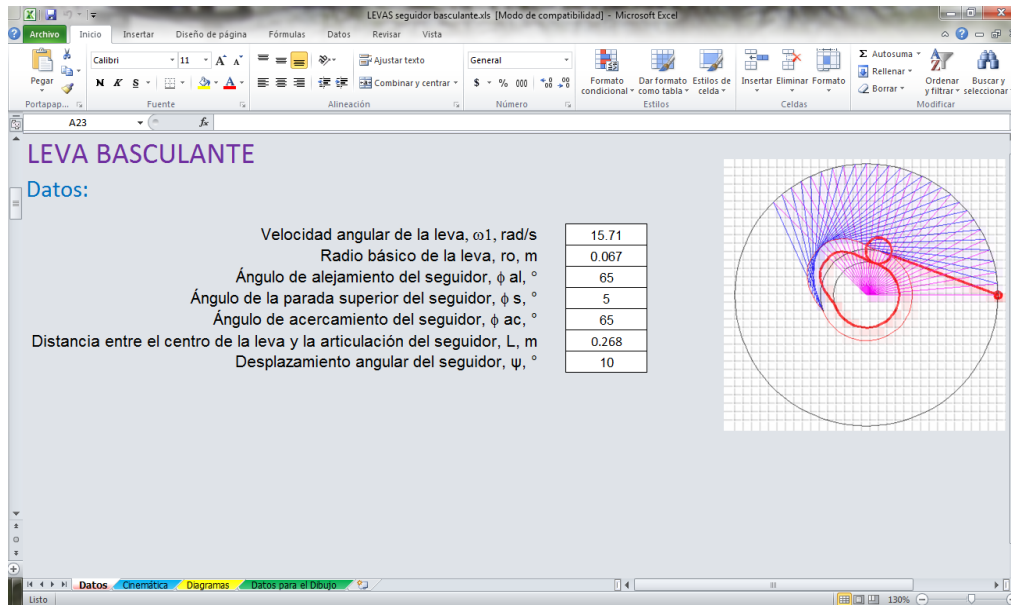 LEVAS seguidor basculante.xls [Modo de compatibilidad] - Microsoft Excel
Archivo Inicio Insertar Diseño de página Fórmulas Datos Revisar Vista
Pegar
Calibri 11 A A
N K S A
Ajustar texto
Combinar y centrar
General
$ % 000
Formato condicional
Dar formato como tabla
Estilos de celda
Insertar Eliminar Formato
Σ Autosuma
Rellenar
Borrar
Ordenar y filtrar
Buscar y seleccionar
Portapap... Fuente Alineación Número Estilos Celdas Modificar
A23 fx
LEVA BASCULANTE
Datos:
Velocidad angular de la leva, ω1, rad/s 15.71
Radio básico de la leva, ro, m 0.067
Ángulo de alejamiento del seguidor, ϕ al, ° 65
Ángulo de la parada superior del seguidor, ϕ s, ° 5
Ángulo de acercamiento del seguidor, ϕ ac, ° 65
Distancia entre el centro de la leva y la articulación del seguidor, L, m 0.268
Desplazamiento angular del seguidor, ψ, ° 10
Datos Cinemática Diagramas Datos para el Dibujo
Listo 130%